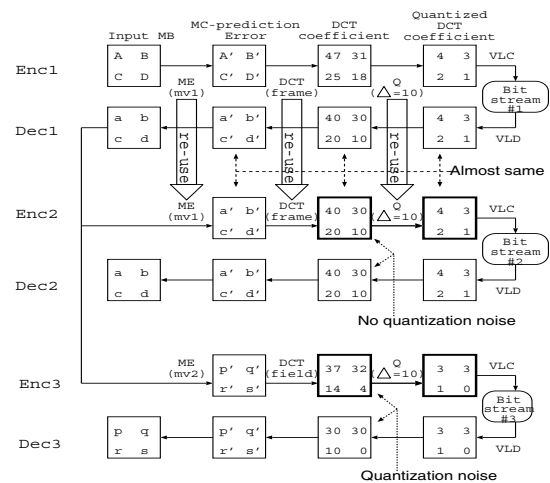 Input MB MC-prediction Error DCT coefficient Quantized DCT coefficient
Enc1
A B
C D
A' B'
C' D'
47 31
25 18
4 3
2 1
VLC
Bit stream #1
ME (mv1)
DCT (frame)
Q (△=10)
re-use
re-use
re-use
Dec1
a b
c d
a' b'
c' d'
40 30
20 10
4 3
2 1
VLD
Almost same
ME (mv1)
DCT (frame)
Q (△=10)
Enc2
a' b'
c' d'
40 30
20 10
4 3
2 1
VLC
Bit stream #2
Dec2
a b
c d
a' b'
c' d'
40 30
20 10
4 3
2 1
VLD
No quantization noise
ME (mv2)
DCT (field)
Q (△=10)
Enc3
p' q'
r' s'
37 32
14 4
3 3
1 0
VLC
Bit stream #3
Dec3
p q
r s
p' q'
r' s'
30 30
10 0
3 3
1 0
VLD
Quantization noise